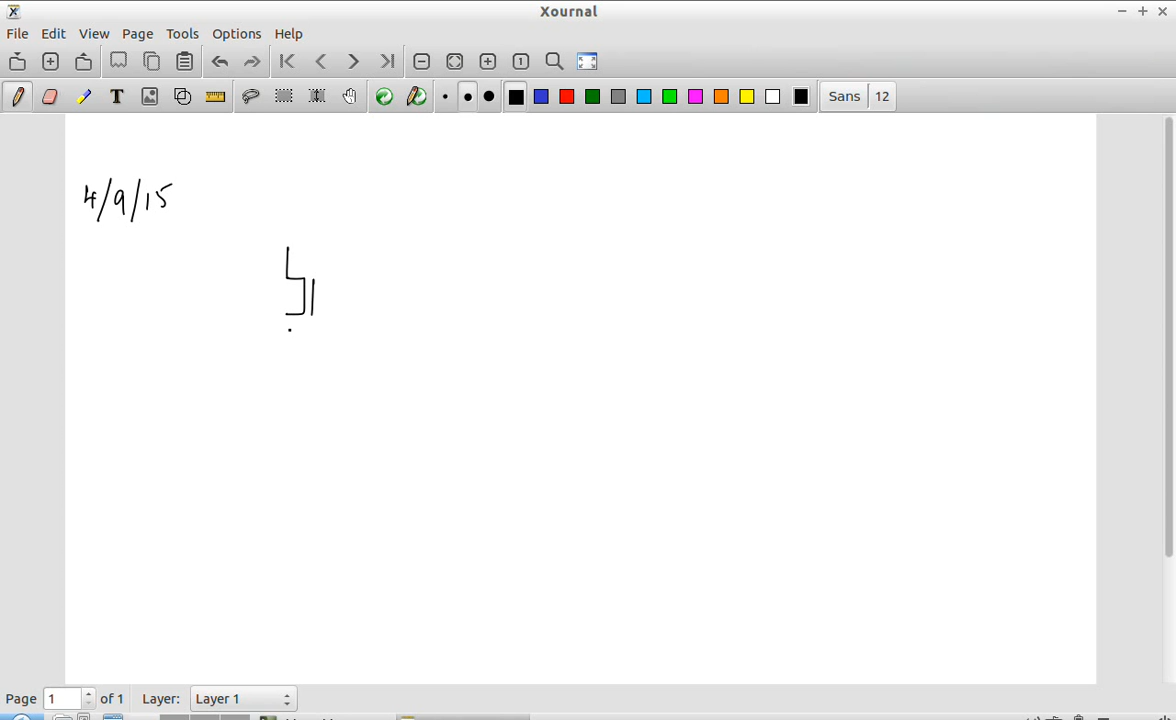 Xournal
File Edit View Page Tools Options Help
T Sans 12
4/9/15
Page 1 of 1 Layer: Layer 1